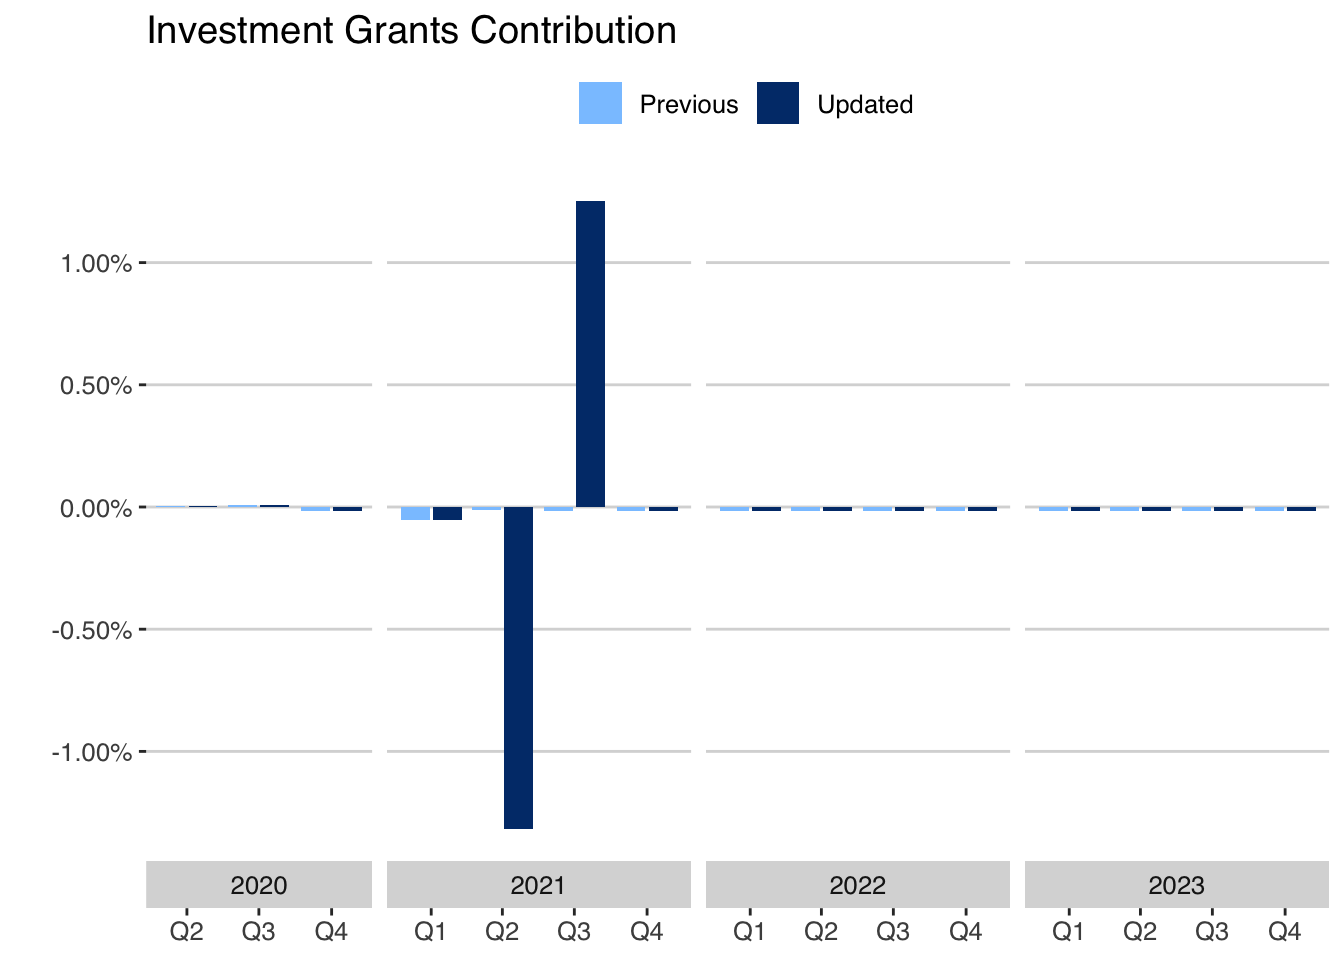 Investment Grants Contribution
Previous Updated
1.00%
0.50%
0.00%
-0.50%
-1.00%
2020 2021 2022 2023
Q2 Q3 Q4 Q1 Q2 Q3 Q4 Q1 Q2 Q3 Q4 Q1 Q2 Q3 Q4